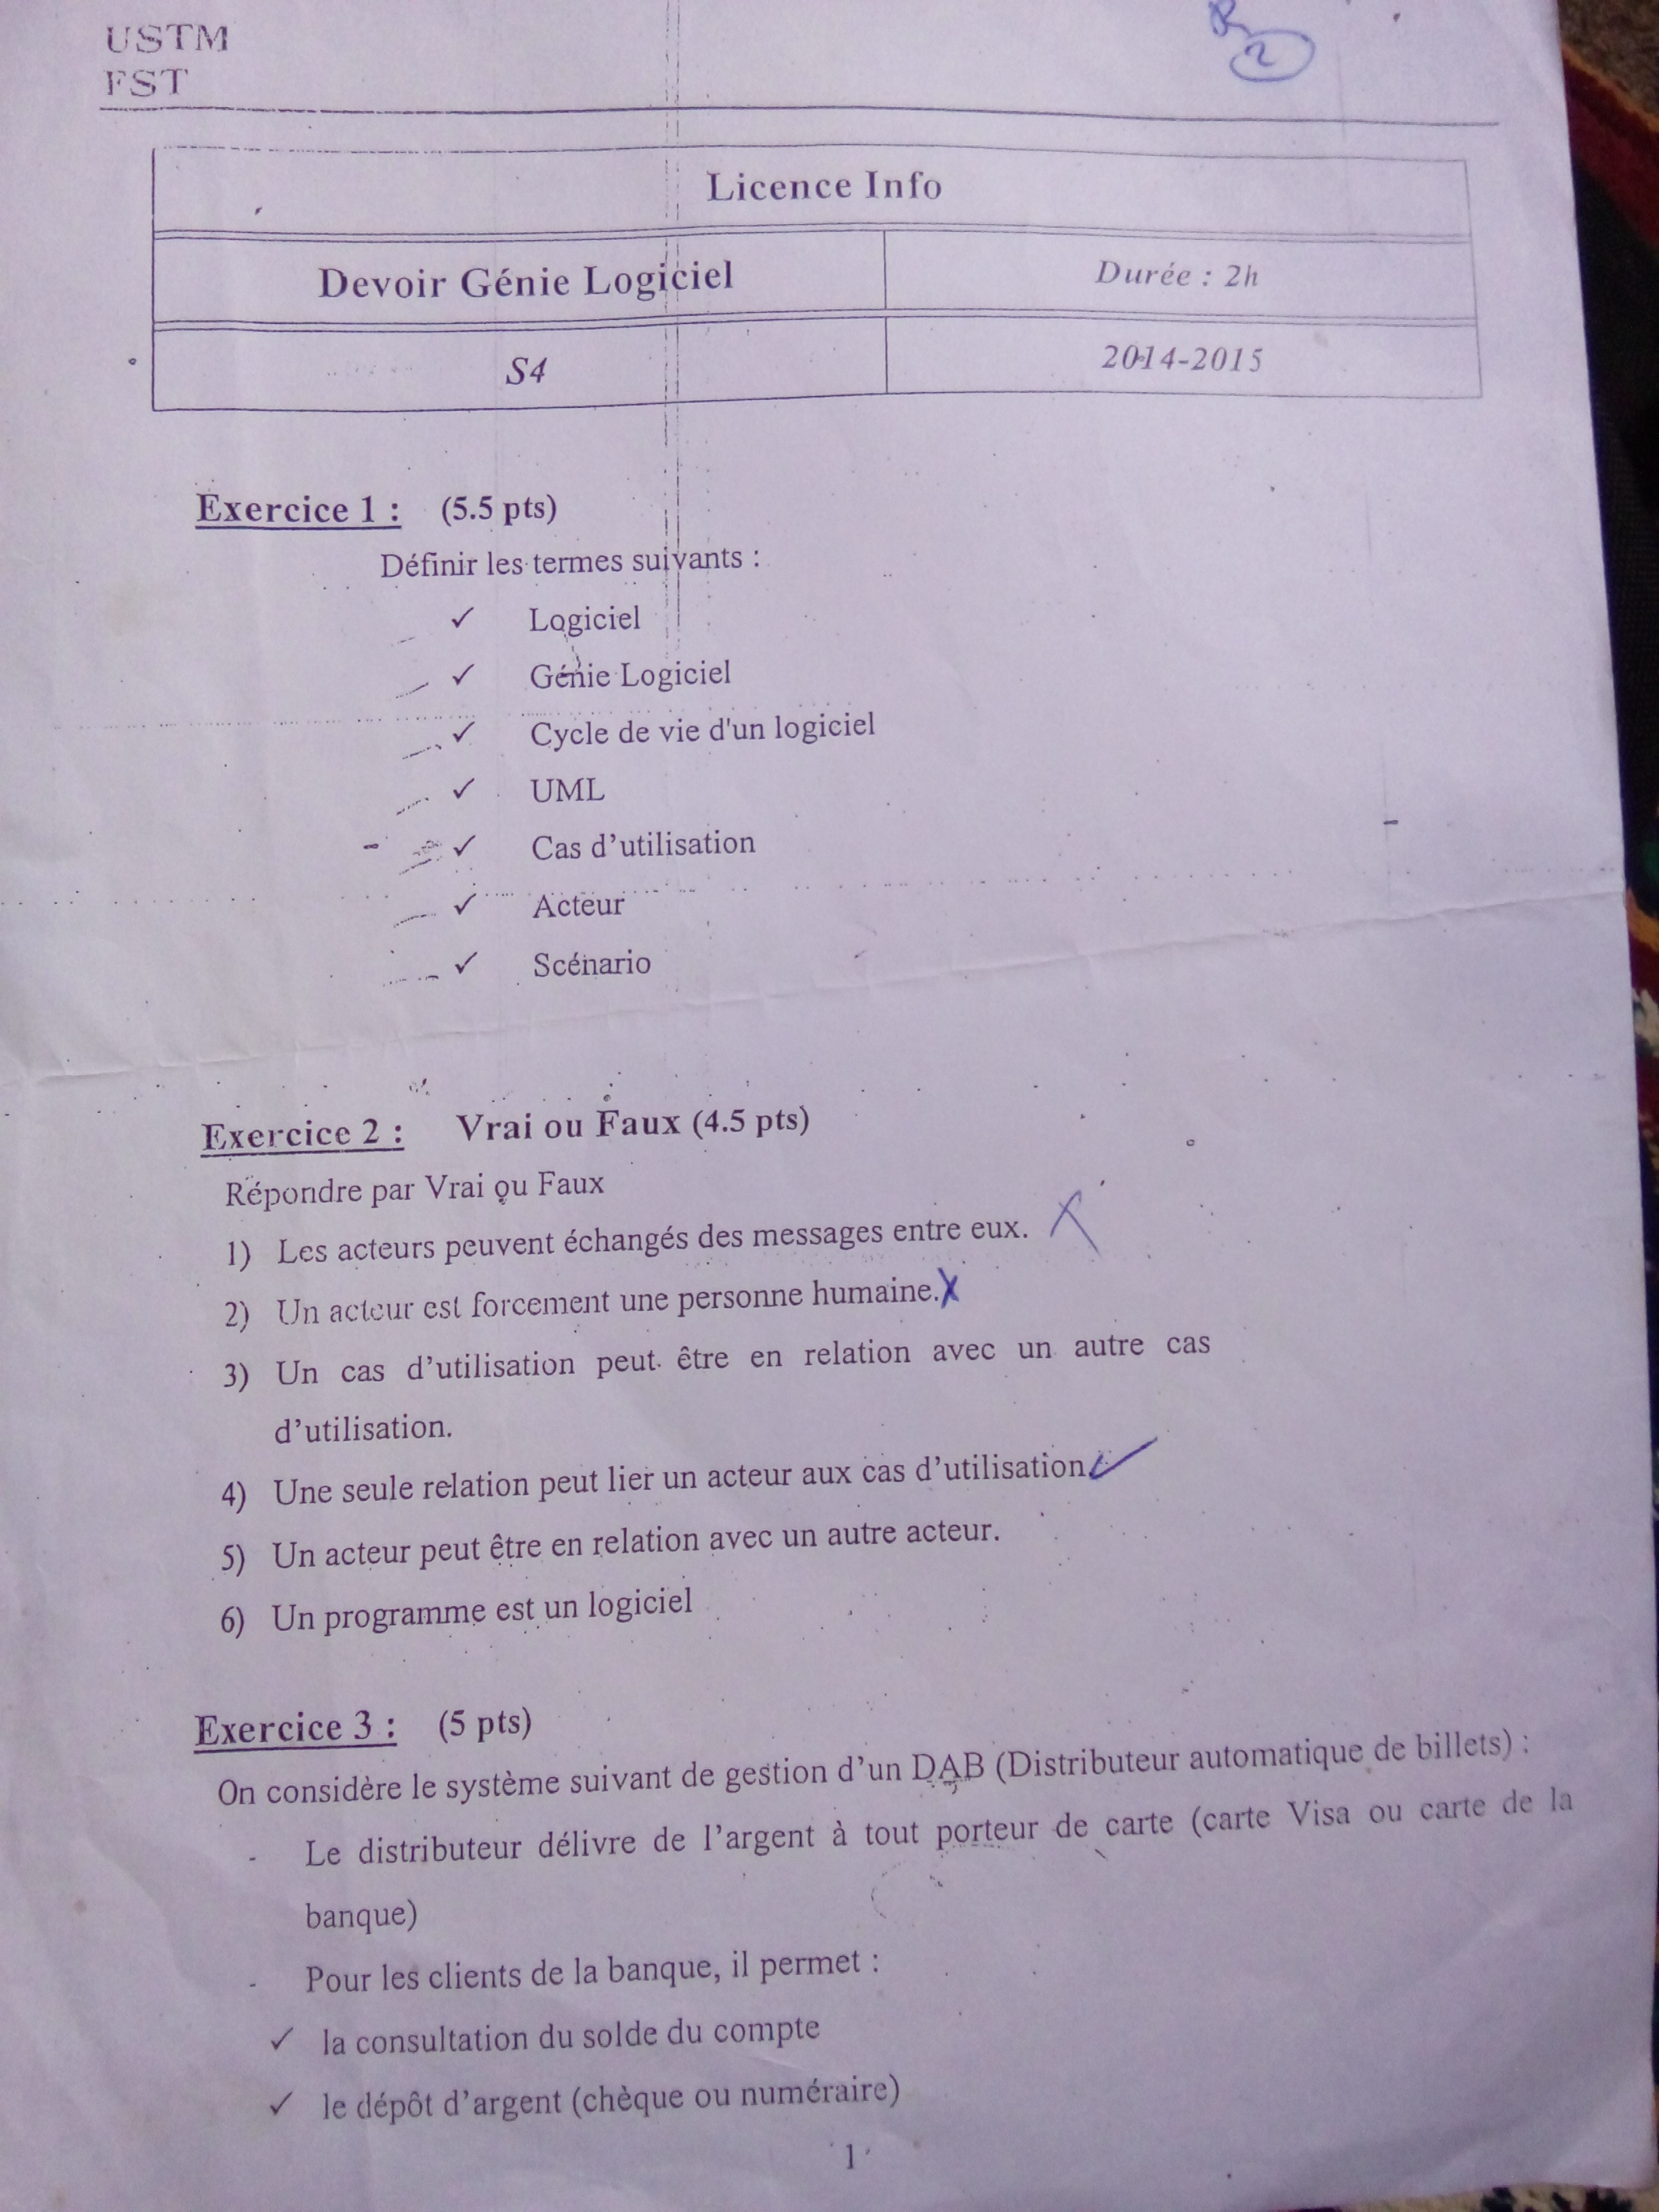 USTM
FST
2
Licence Info
Devoir Génie Logiciel
Durée : 2h
S4
2014-2015
Exercice 1 : (5.5 pts)
Définir les termes suivants :
✓ Logiciel
✓ Génie Logiciel
✓ Cycle de vie d'un logiciel
✓ UML
✓ Cas d'utilisation
✓ Acteur
✓ Scénario
Exercice 2 : Vrai ou Faux (4.5 pts)
Répondre par Vrai ou Faux
1) Les acteurs peuvent échangés des messages entre eux.
2) Un acteur est forcement une personne humaine.
3) Un cas d'utilisation peut être en relation avec un autre cas
d'utilisation.
4) Une seule relation peut lier un acteur aux cas d'utilisation.
5) Un acteur peut être en relation avec un autre acteur.
6) Un programme est un logiciel
Exercice 3 : (5 pts)
On considère le système suivant de gestion d'un DAB (Distributeur automatique de billets) :
- Le distributeur délivre de l'argent à tout porteur de carte (carte Visa ou carte de la
banque)
- Pour les clients de la banque, il permet :
✓ la consultation du solde du compte
✓ le dépôt d'argent (chèque ou numéraire)
1